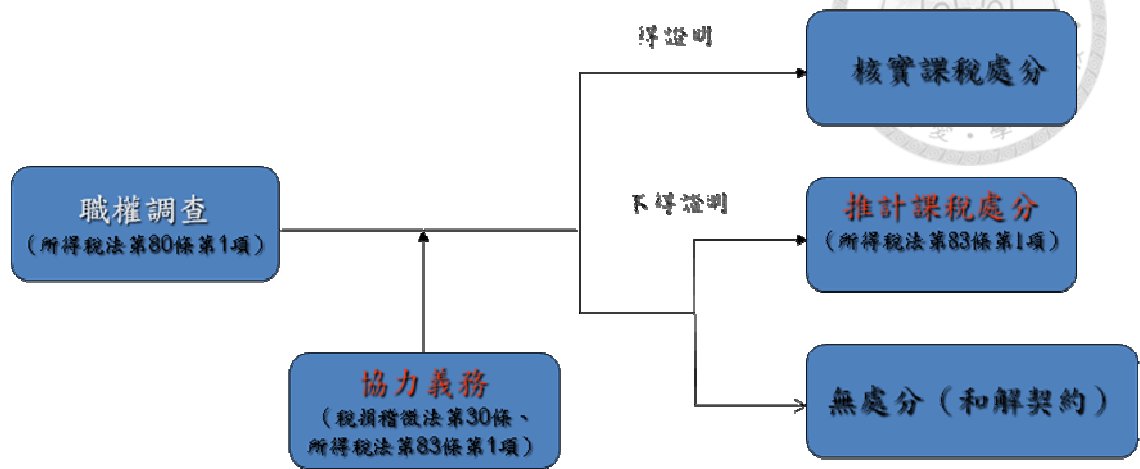 得證明
核實課稅處分
愛・學
不得證明
職權調查
(所得稅法第80條第1項)
推計課稅處分
(所得稅法第83條第1項)
協力義務
(稅捐稽徵法第30條、
所得稅法第83條第1項)
無處分(和解契約)